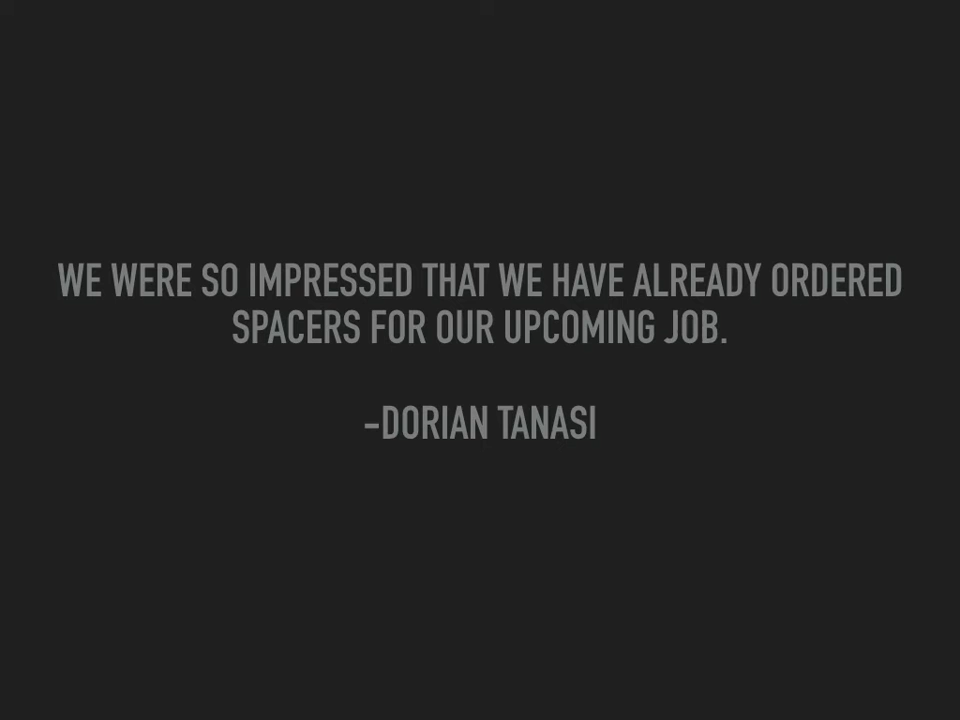 WE WERE SO IMPRESSED THAT WE HAVE ALREADY ORDERED
SPACERS FOR OUR UPCOMING JOB.
-DORIAN TANASI